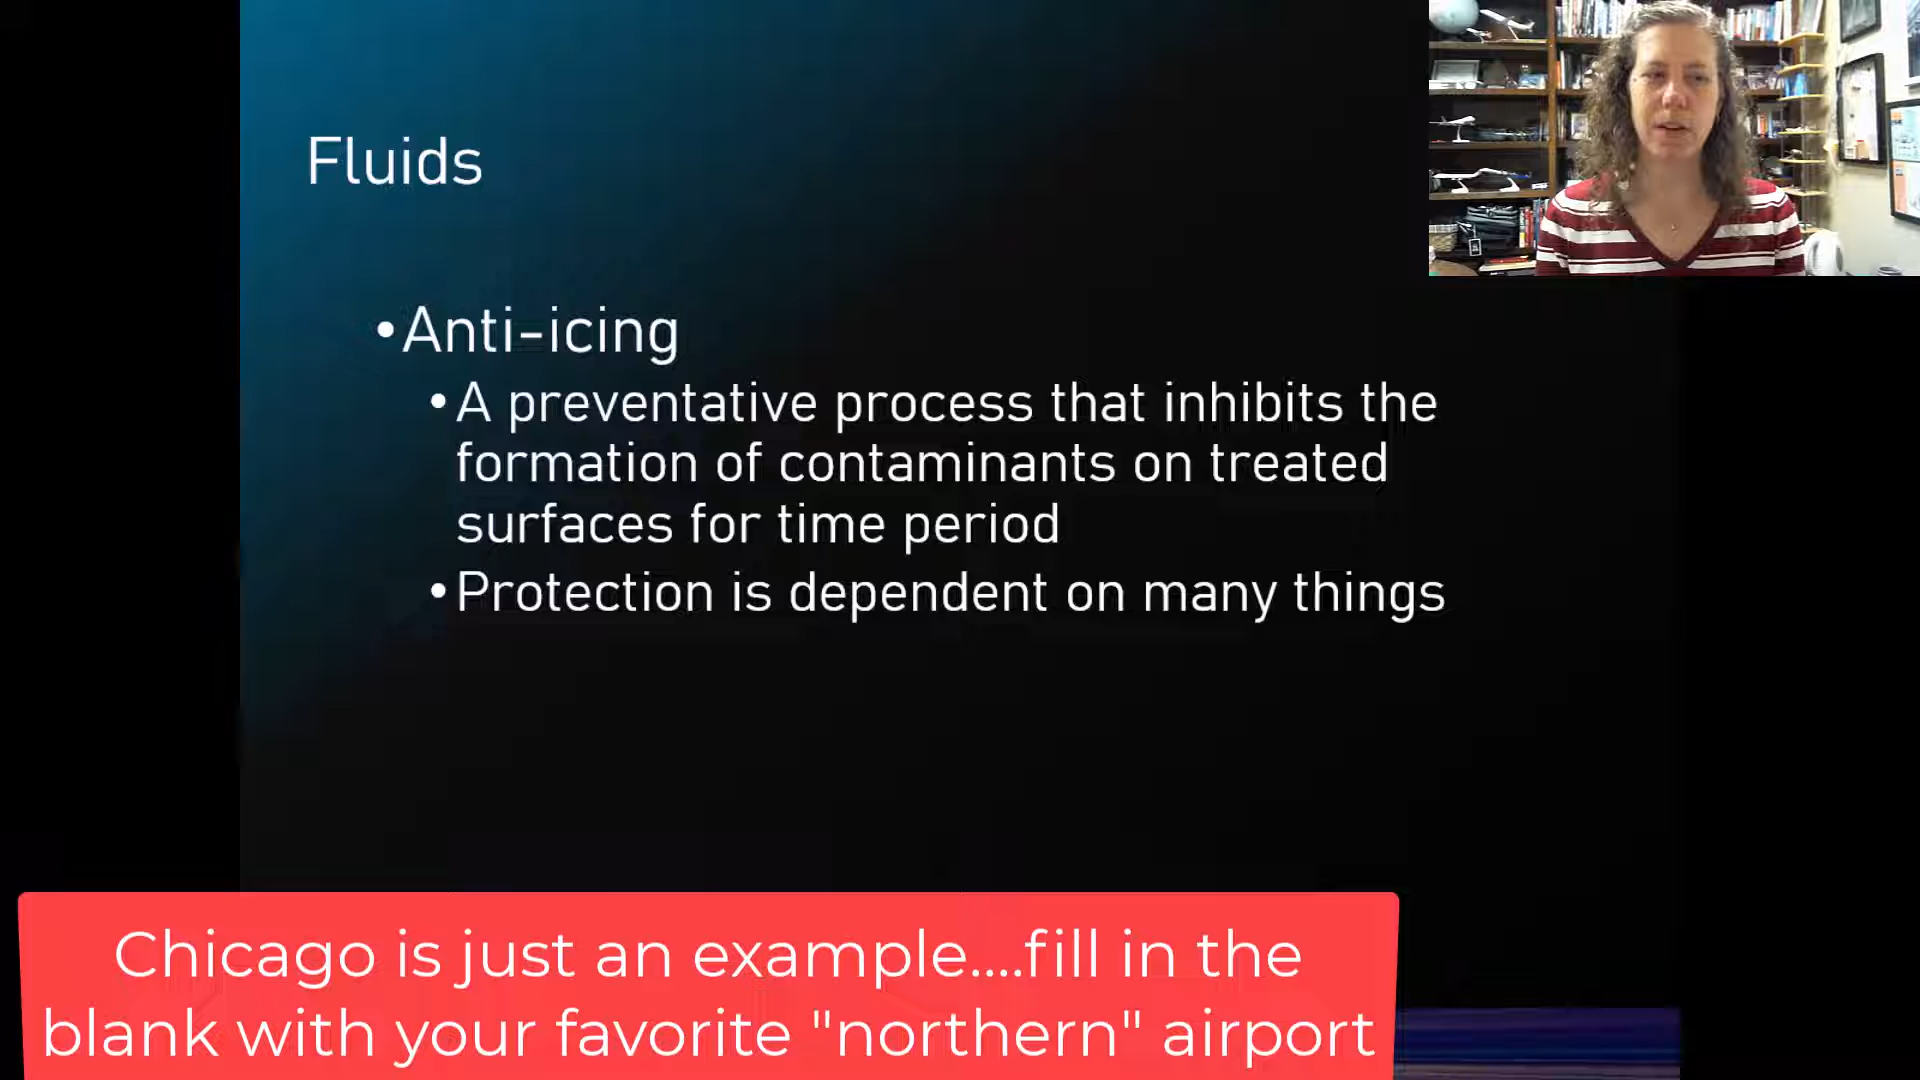 Fluids
•Anti-icing
•A preventative process that inhibits the
formation of contaminants on treated
surfaces for time period
•Protection is dependent on many things
Chicago is just an example....fill in the
blank with your favorite "northern" airport